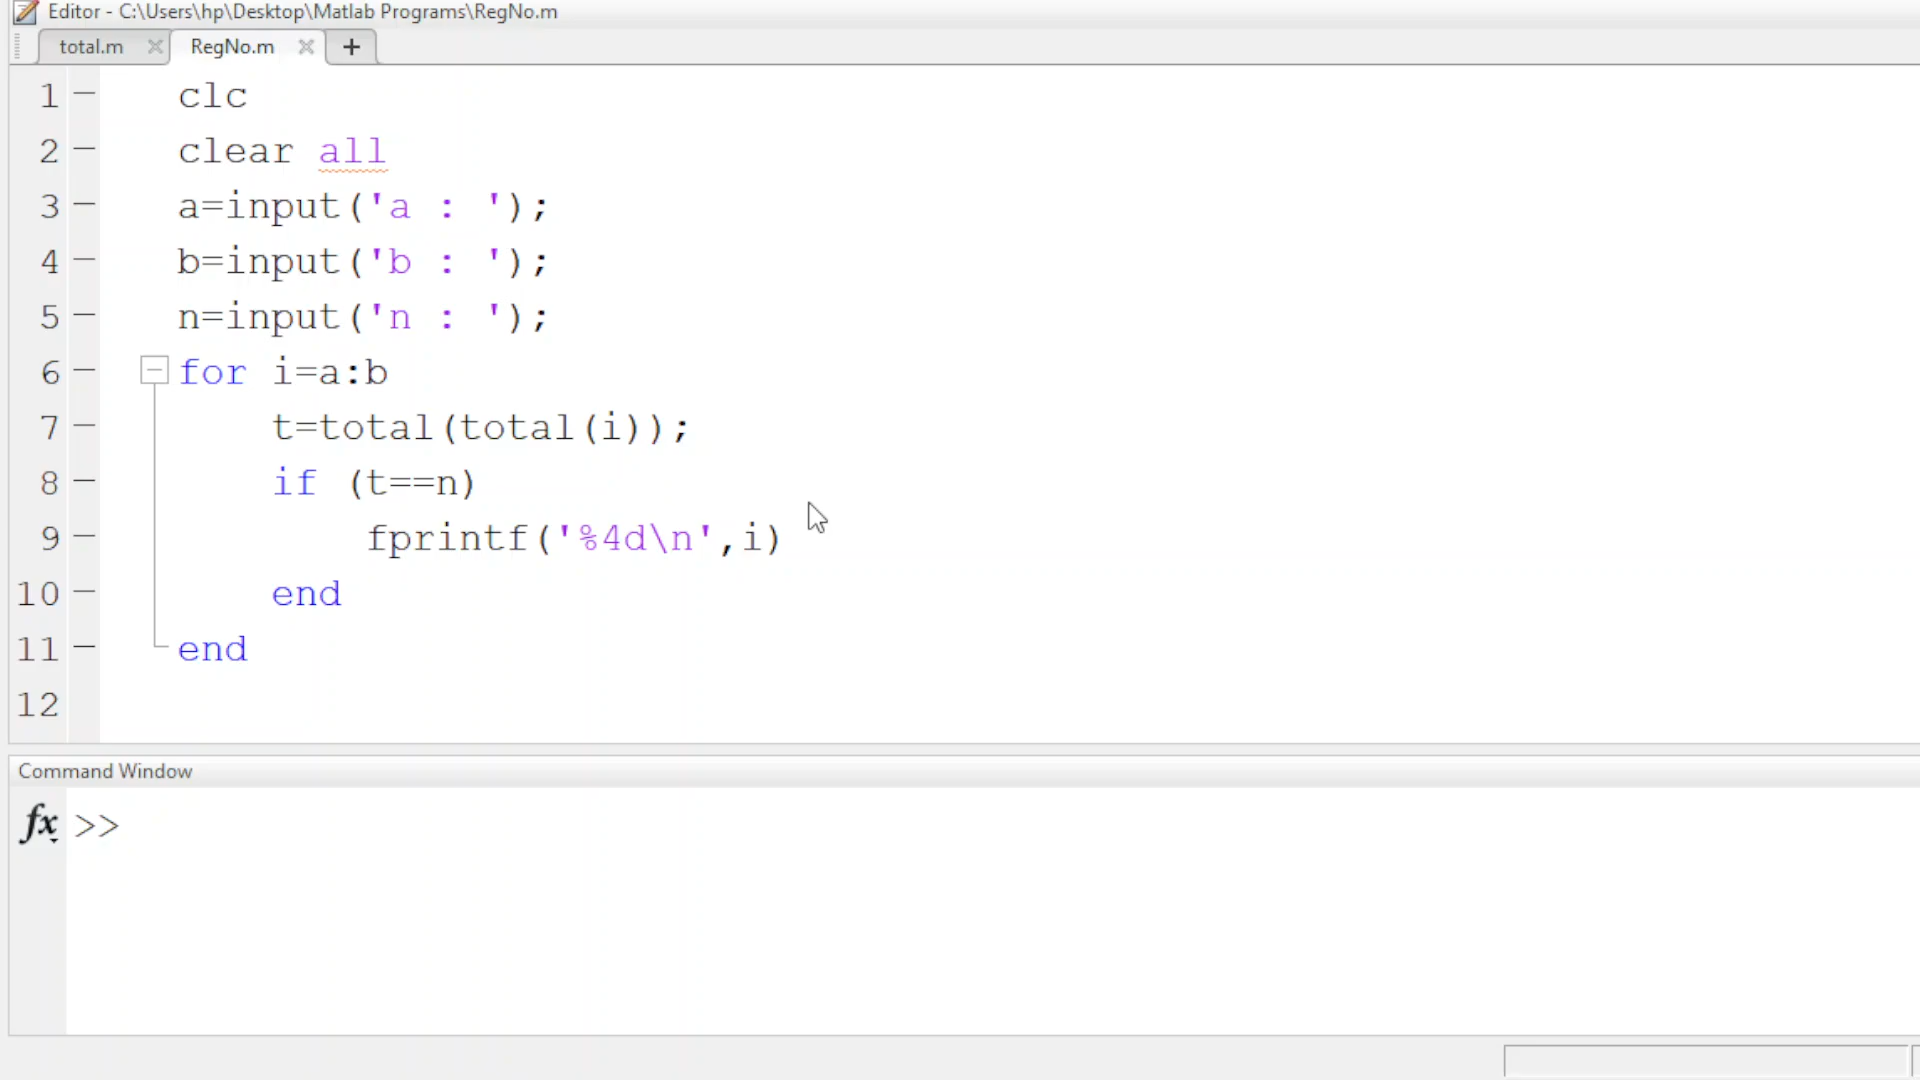 Editor - C:\Users\hp\Desktop\Matlab Programs\RegNo.m
total.m RegNo.m +
1 clc
2 clear all
3 a=input('a : ');
4 b=input('b : ');
5 n=input('n : ');
6 for i=a:b
7 t=total(total(i));
8 if (t==n)
9 fprintf('%4d\n',i)
10 end
11 end
12
Command Window
fx >>